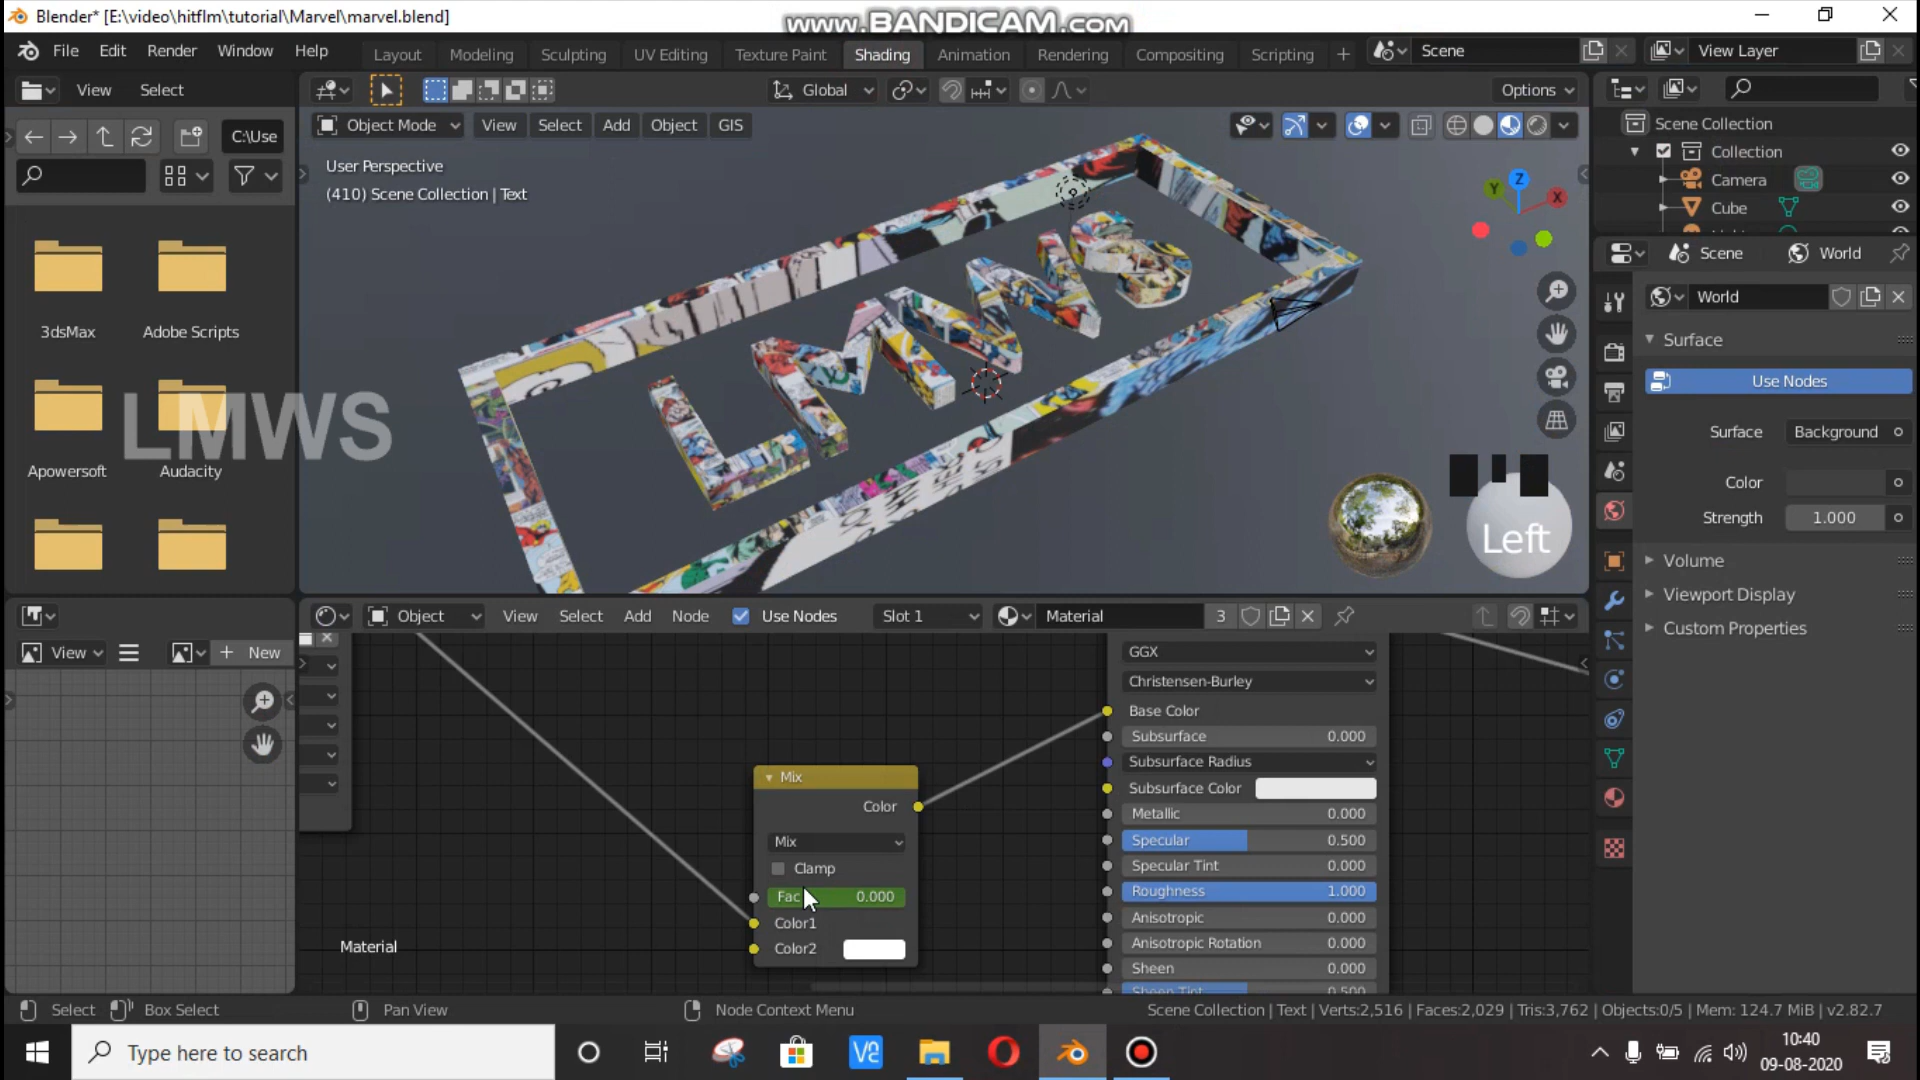 Blender* [E:\video\hitflm\tutorial\Marvel\marvel.blend]
www.BANDICAM.com
File Edit Render Window Help
Layout Modeling Sculpting UV Editing Texture Paint Shading Animation Rendering Compositing Scripting +
Scene
View Layer
View Select
Global
Options
C:\Use
Object Mode View Select Add Object GIS
User Perspective
(410) Scene Collection | Text
Scene Collection
Collection
Camera
Cube
Z
Y
X
LMWS
3dsMax
Adobe Scripts
Apowersoft
Audacity
LMWS
Left
Scene World
World
Surface
Use Nodes
Surface Background
Color
Strength 1.000
Volume
Viewport Display
Custom Properties
View
+ New
Object View Select Add Node Use Nodes Slot 1 Material 3
GGX
Christensen-Burley
Base Color
Subsurface 0.000
Subsurface Radius
Subsurface Color
Metallic 0.000
Specular 0.500
Specular Tint 0.000
Roughness 1.000
Anisotropic 0.000
Anisotropic Rotation 0.000
Sheen 0.000
Sheen Tint 0.500
Mix
Color
Mix
Clamp
Fac 0.000
Color1
Color2
Material
Select Box Select Pan View Node Context Menu
Scene Collection | Text | Verts:2,516 | Faces:2,029 | Tris:3,762 | Objects:0/5 | Mem: 124.7 MiB | v2.82.7
Type here to search
10:40
09-08-2020